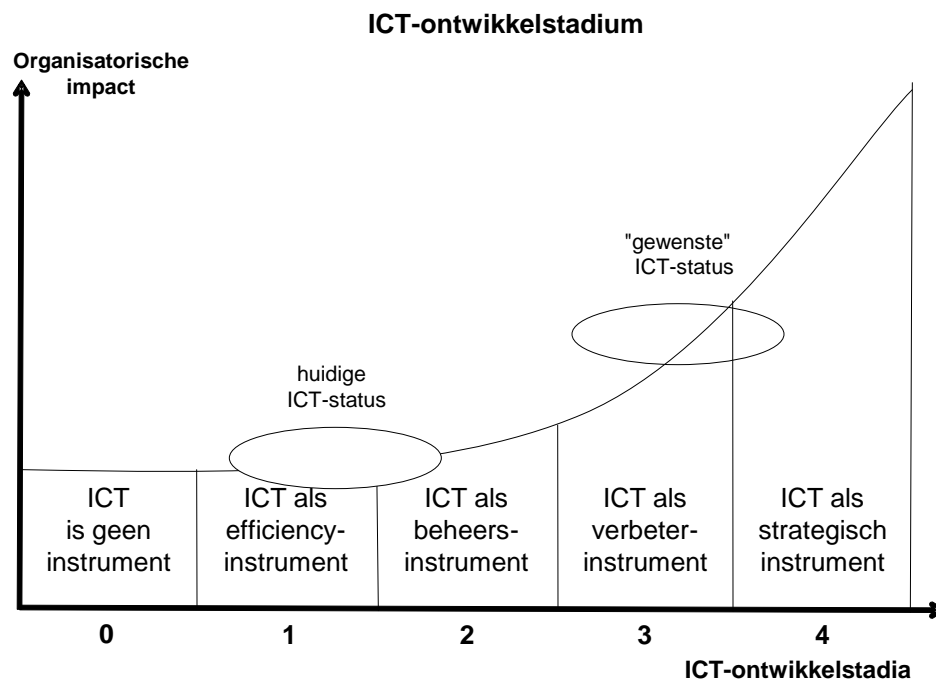 ICT-ontwikkelstadium
Organisatorische
impact
"gewenste"
ICT-status
huidige
ICT-status
ICT
is geen
instrument
ICT als
efficiency-
instrument
ICT als
beheers-
instrument
ICT als
verbeter-
instrument
ICT als
strategisch
instrument
0
1
2
3
4
ICT-ontwikkelstadia